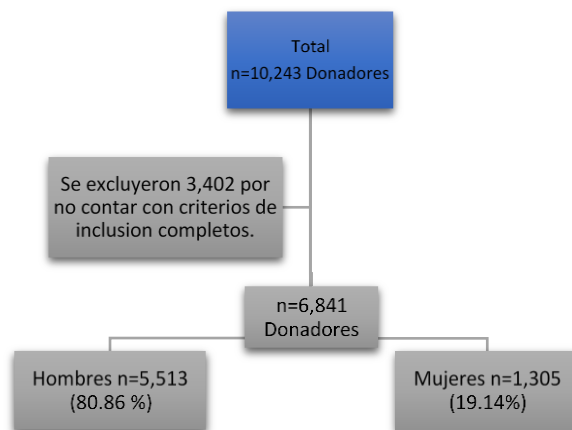 Total
n=10,243 Donadores
Se excluyeron 3,402 por
no contar con criterios de
inclusion completos.
n=6,841
Donadores
Hombres n=5,513
(80.86 %)
Mujeres n=1,305
(19.14%)